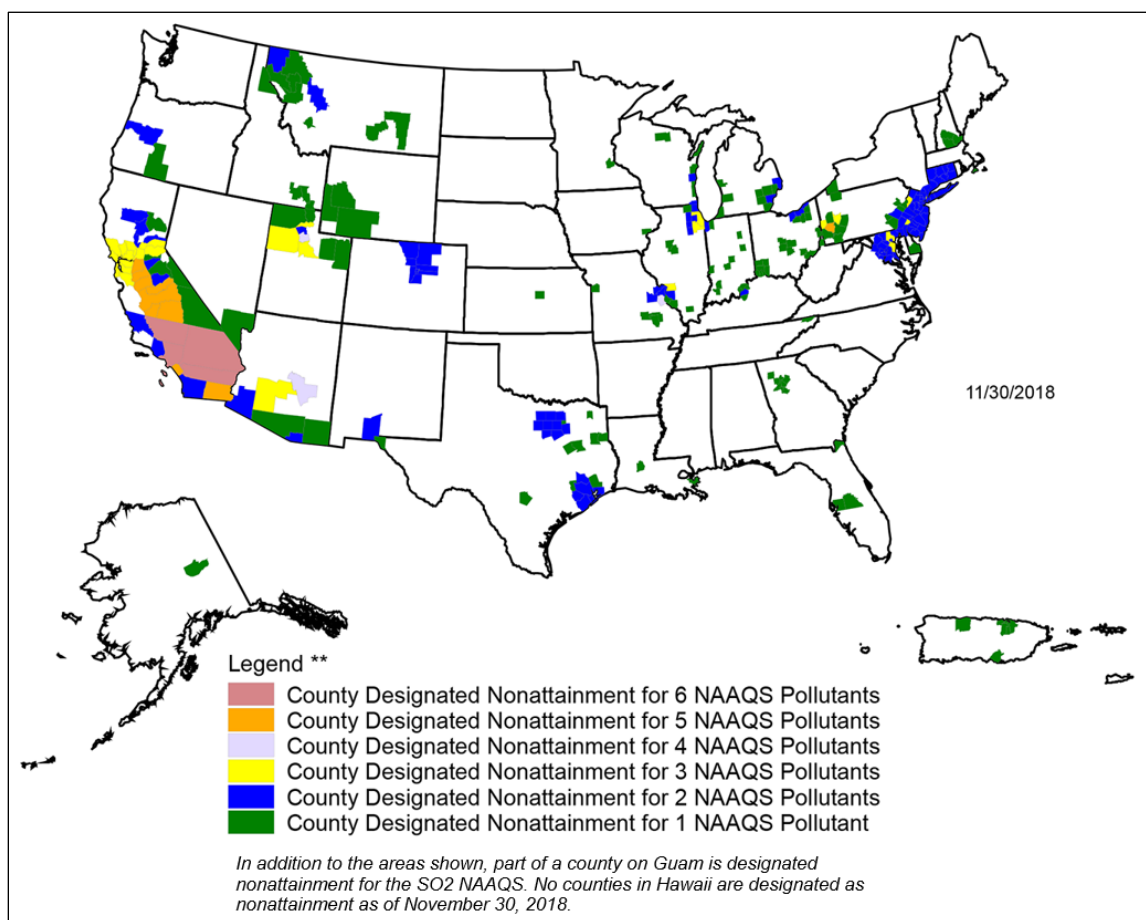 11/30/2018
Legend **
County Designated Nonattainment for 6 NAAQS Pollutants
County Designated Nonattainment for 5 NAAQS Pollutants
County Designated Nonattainment for 4 NAAQS Pollutants
County Designated Nonattainment for 3 NAAQS Pollutants
County Designated Nonattainment for 2 NAAQS Pollutants
County Designated Nonattainment for 1 NAAQS Pollutant
In addition to the areas shown, part of a county on Guam is designated
nonattainment for the SO2 NAAQS. No counties in Hawaii are designated as
nonattainment as of November 30, 2018.